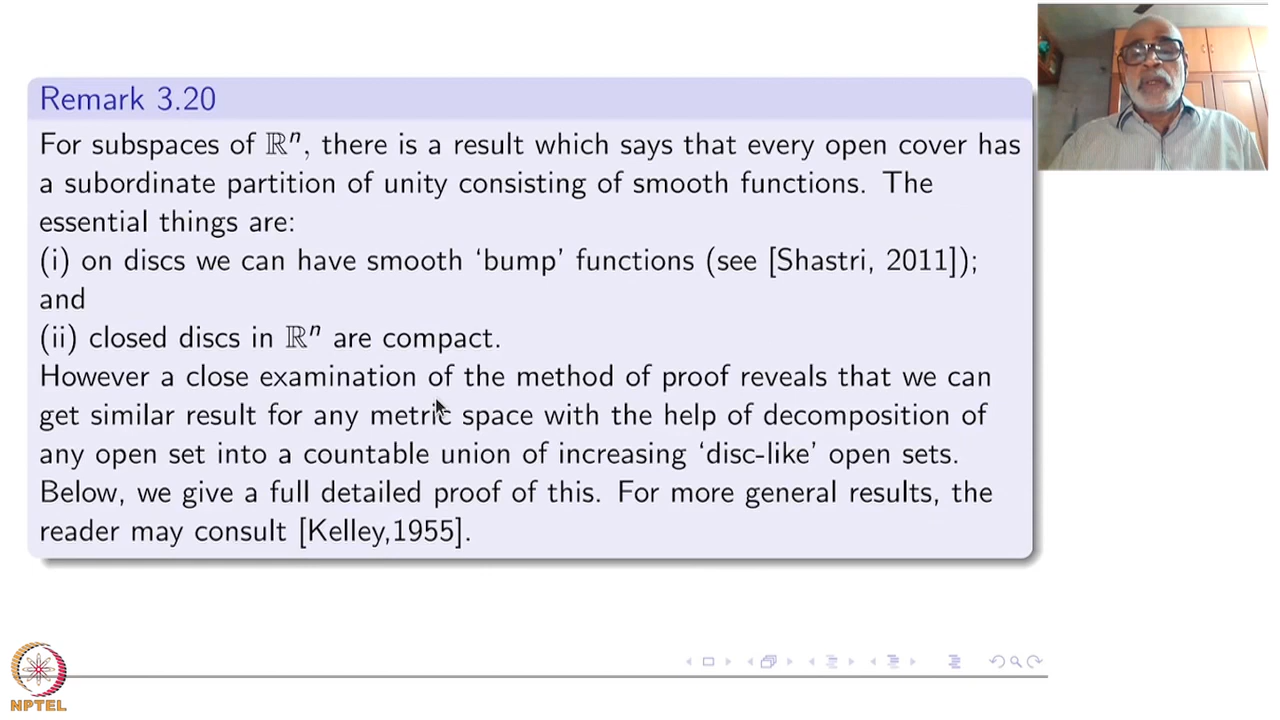 Remark 3.20
For subspaces of ℝⁿ, there is a result which says that every open cover has
a subordinate partition of unity consisting of smooth functions. The
essential things are:
(i) on discs we can have smooth ‘bump’ functions (see [Shastri, 2011]);
and
(ii) closed discs in ℝⁿ are compact.
However a close examination of the method of proof reveals that we can
get similar result for any metric space with the help of decomposition of
any open set into a countable union of increasing ‘disc-like’ open sets.
Below, we give a full detailed proof of this. For more general results, the
reader may consult [Kelley,1955].
NPTEL